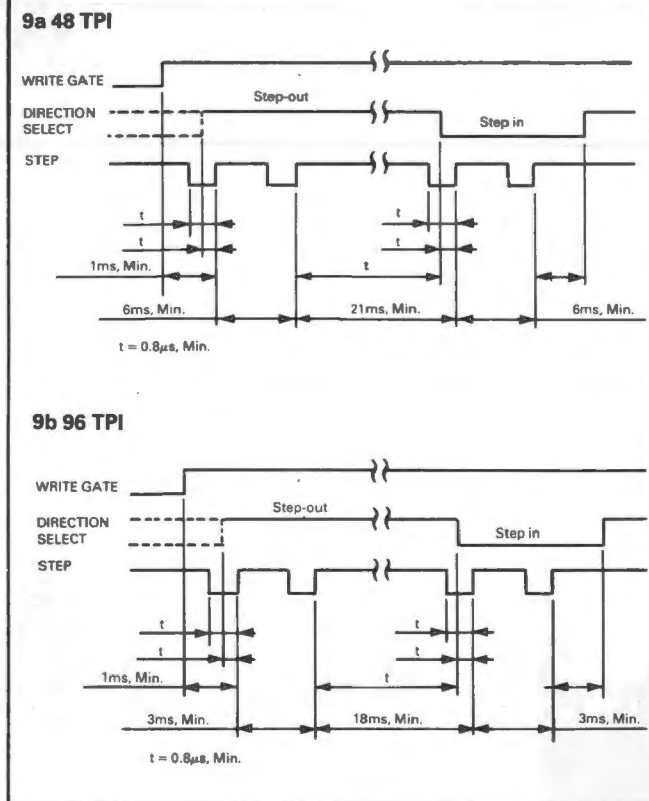 9a 48 TPI
WRITE GATE
Step-out
DIRECTION
SELECT
Step in
STEP
t
t
t
t
1ms, Min.
t
6ms, Min.
21ms, Min.
6ms, Min.
t = 0.8μs, Min.
9b 96 TPI
WRITE GATE
Step-out
DIRECTION
SELECT
Step in
STEP
t
t
t
t
1ms, Min.
t
3ms, Min.
18ms, Min.
3ms, Min.
t = 0.8μs, Min.